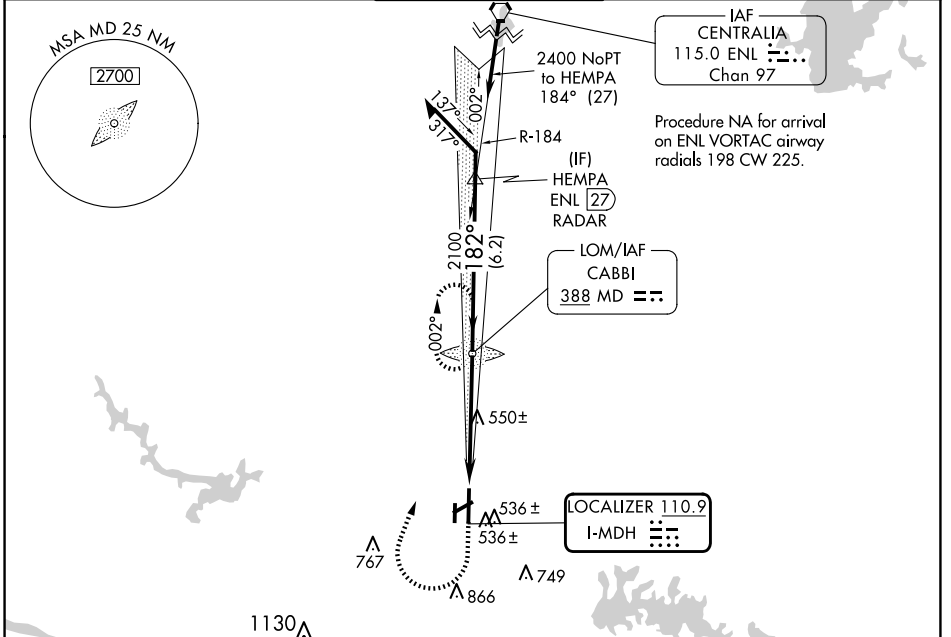 MSA MD 25 NM
2700
IAF
CENTRALIA
115.0 ENL
Chan 97
2400 NoPT
to HEMPA
184° (27)
Procedure NA for arrival
on ENL VORTAC airway
radials 198 CW 225.
002°
137°
317°
R-184
(IF)
HEMPA
ENL 27
RADAR
2100
182°
(6.2)
LOM/IAF
CABBI
388 MD
002°
550±
536±
536±
LOCALIZER 110.9
I-MDH
767
749
866
1130